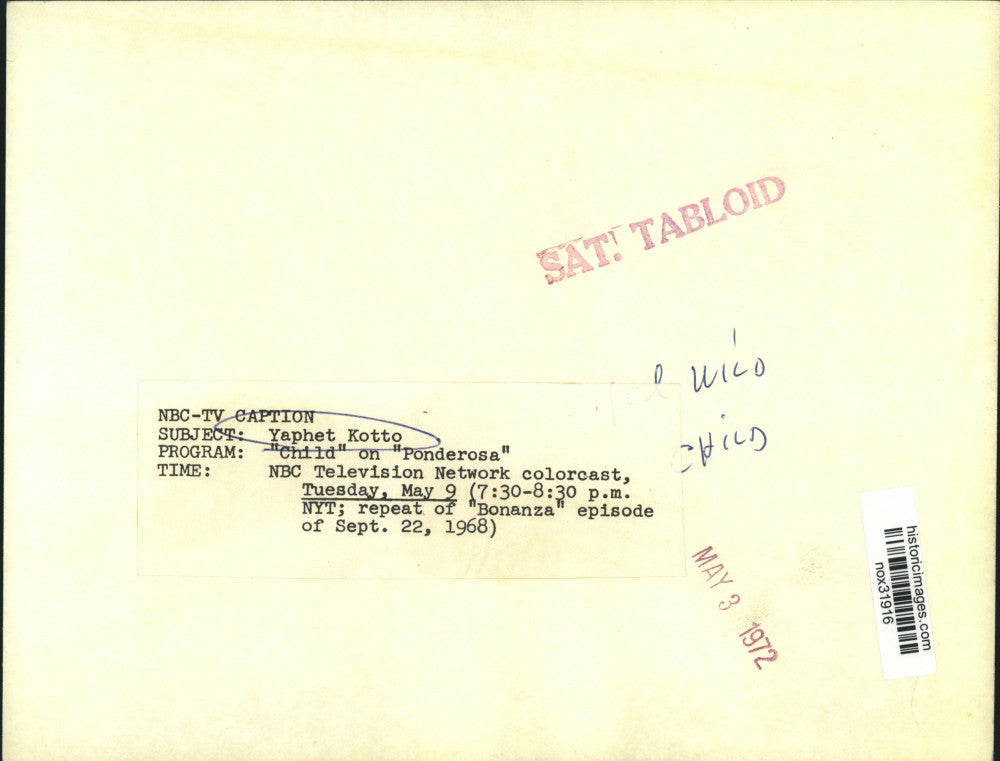 SAT. TABLOID
WILD
CHILD
NBC-TV CAPTION
SUBJECT: Yaphet Kotto
PROGRAM: "Child" on "Ponderosa"
TIME: NBC Television Network colorcast,
Tuesday, May 9 (7:30-8:30 p.m.
NYT; repeat of "Bonanza" episode
of Sept. 22, 1968)
MAY 3 1972
historicimages.com
nox31916